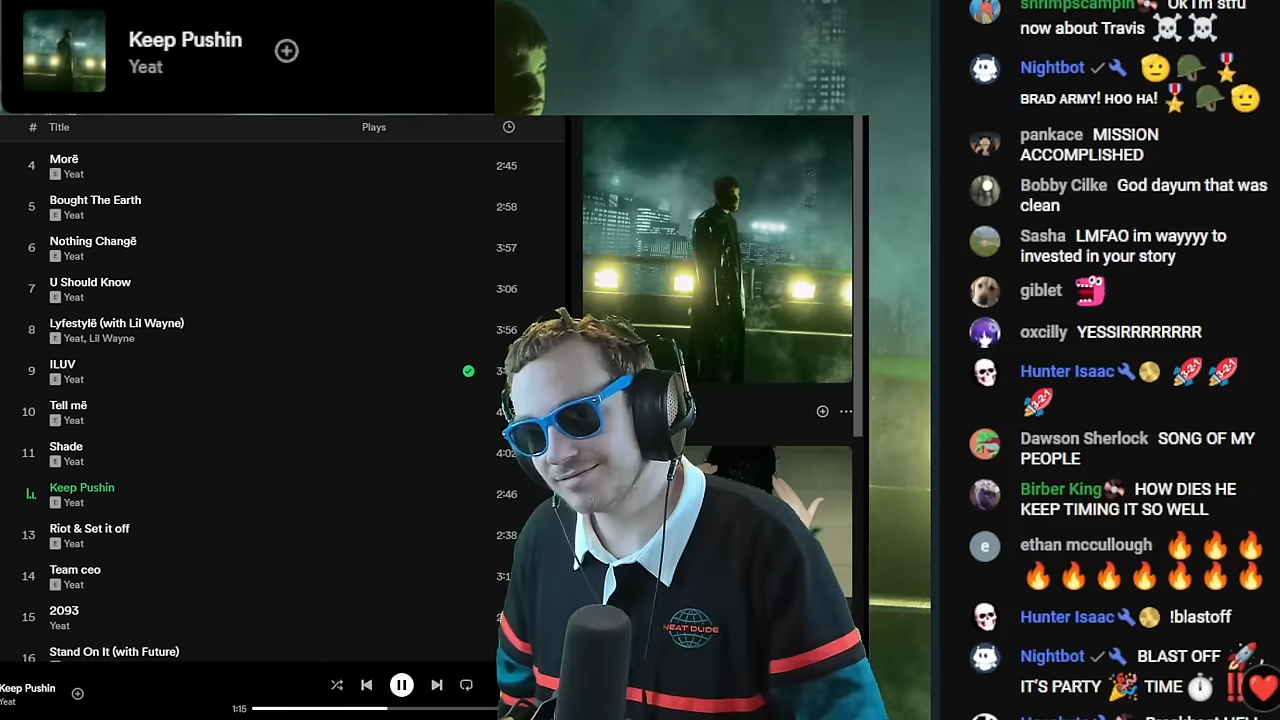 Keep Pushin
Yeat
# Title Plays
4 Morë 2:45
E Yeat
5 Bought The Earth 2:58
E Yeat
6 Nothing Changë 3:57
E Yeat
7 U Should Know 3:06
E Yeat
8 Lyfestylë (with Lil Wayne) 3:56
E Yeat, Lil Wayne
9 ILUV
E Yeat
10 Tell më
E Yeat
11 Shade 4:02
E Yeat
Keep Pushin 2:46
E Yeat
13 Riot & Set it off 2:38
E Yeat
14 Team ceo
E Yeat
15 2093
Yeat
16 Stand On It (with Future)
Keep Pushin
Yeat
1:15
NEAT DUDE
shrimpscampin Ok I'm stfu
now about Travis ☠️ ☠️
Nightbot 🫡 🪖 🎖️
BRAD ARMY! HOO HA! 🎖️ 🪖 🫡
pankace MISSION
ACCOMPLISHED
Bobby Cilke God dayum that was
clean
Sasha LMFAO im wayyyy to
invested in your story
giblet
oxcilly YESSIRRRRRRRR
Hunter Isaac
Dawson Sherlock SONG OF MY
PEOPLE
Birber King HOW DIES HE
KEEP TIMING IT SO WELL
e ethan mccullough 🔥 🔥 🔥
🔥 🔥 🔥 🔥 🔥 🔥 🔥
Hunter Isaac !blastoff
Nightbot BLAST OFF 🚀
IT'S PARTY 🎉 TIME ⏱️ ‼️